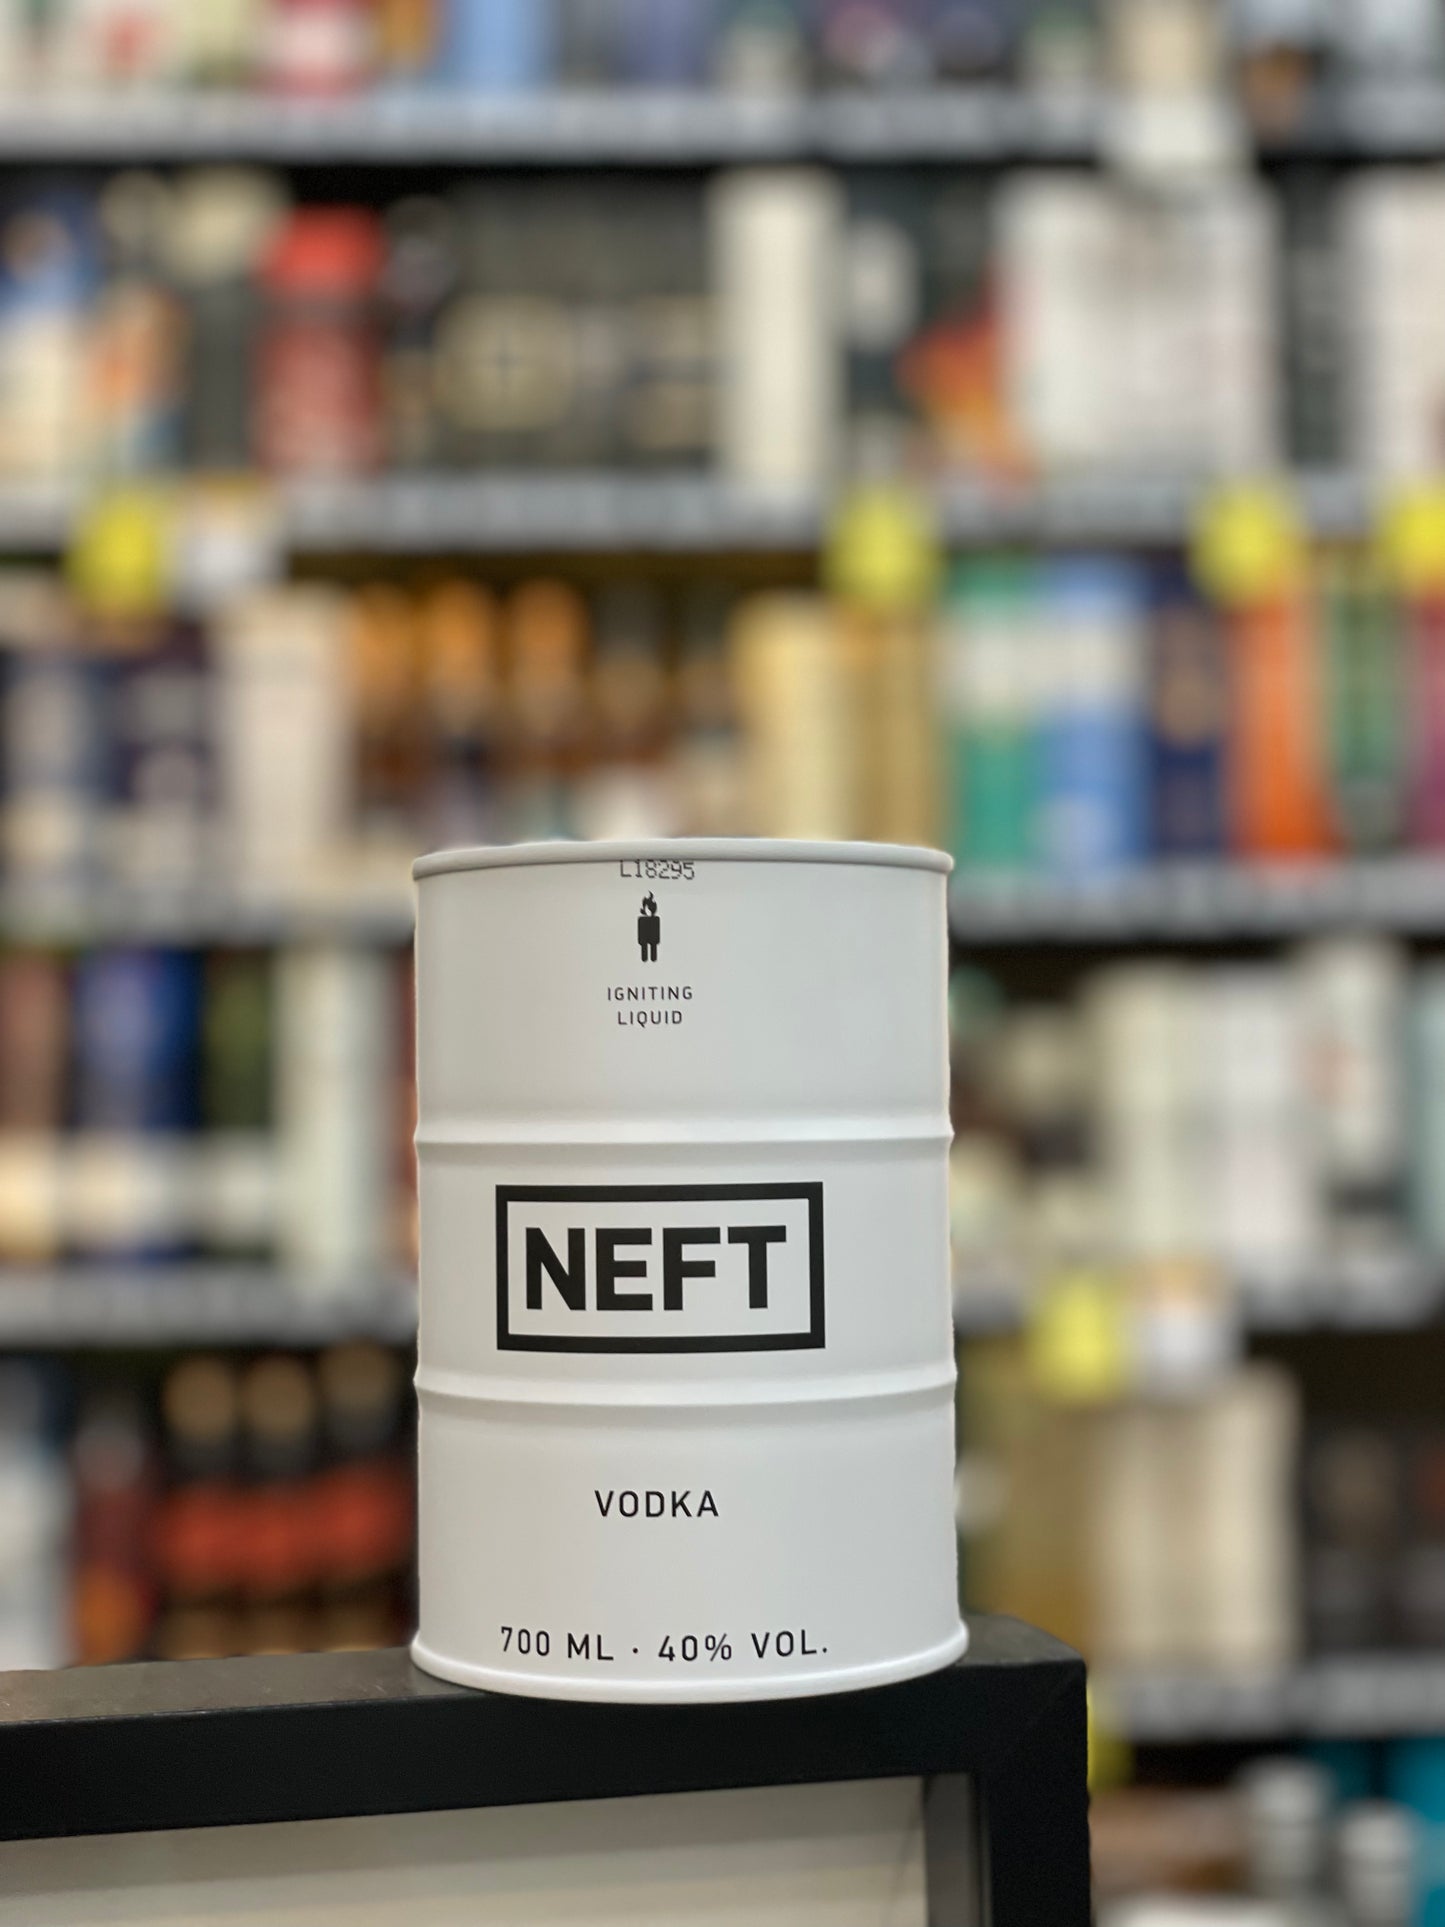 L18295
IGNITING
LIQUID
NEFT
VODKA
700 ML · 40% VOL.